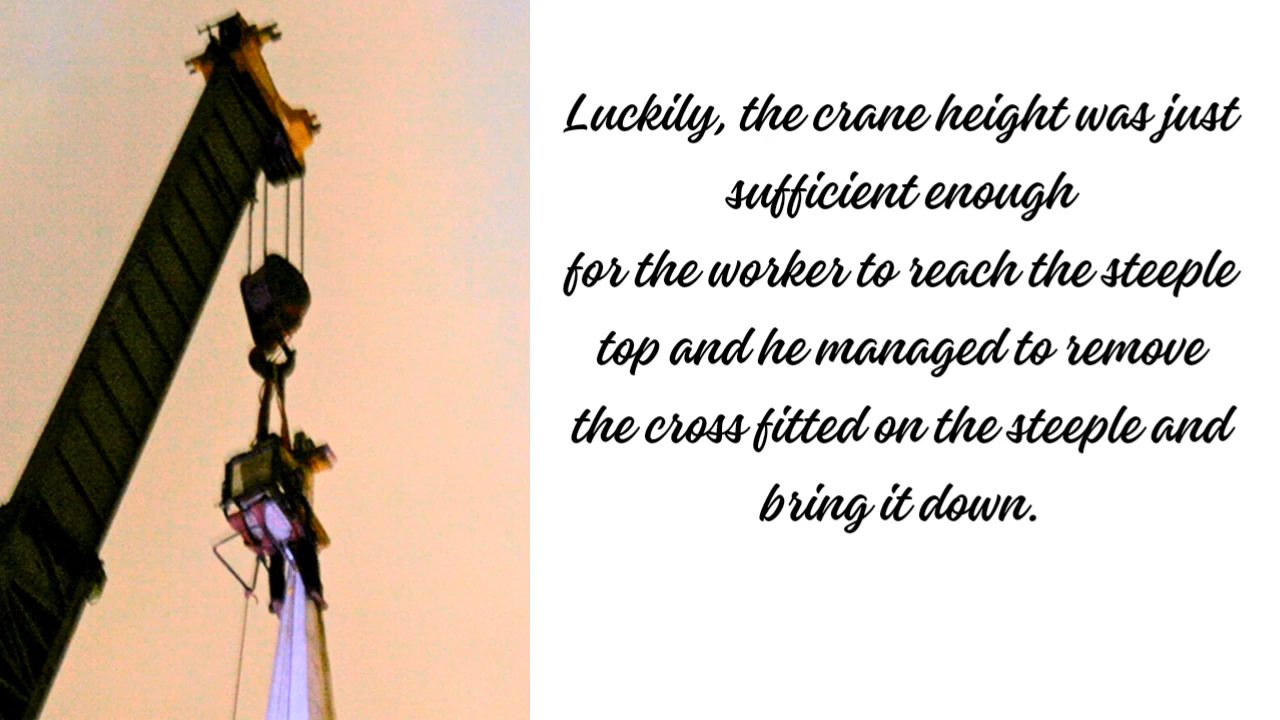 Luckily, the crane height was just
sufficient enough
for the worker to reach the steeple
top and he managed to remove
the cross fitted on the steeple and
bring it down.